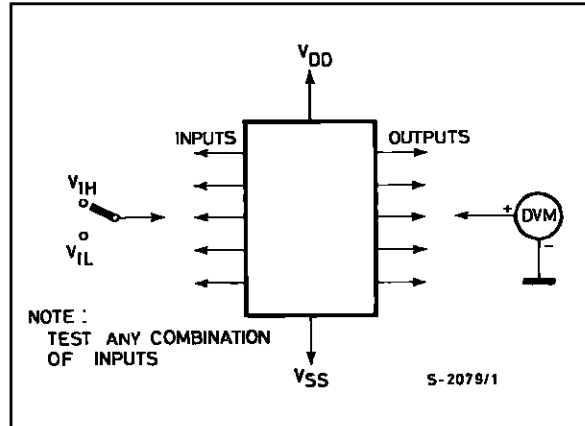 VDD
INPUTS
OUTPUTS
VIH
VIL
+
DVM
-
NOTE :
TEST ANY COMBINATION
OF INPUTS
VSS
S-2079/1